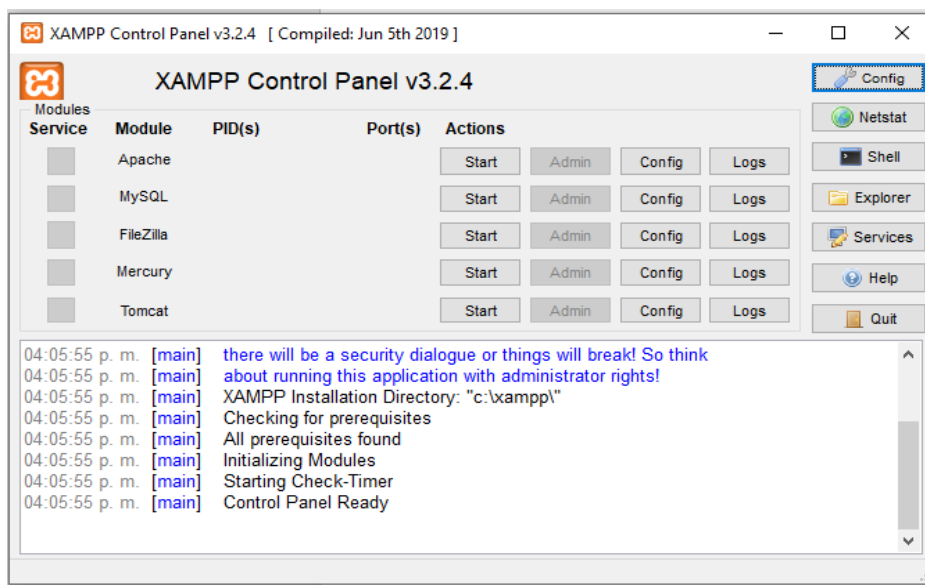 XAMPP Control Panel v3.2.4 [ Compiled: Jun 5th 2019 ]
XAMPP Control Panel v3.2.4
Config
Modules
Netstat
Service Module PID(s) Port(s) Actions
Apache Start Admin Config Logs
Shell
MySQL Start Admin Config Logs
Explorer
FileZilla Start Admin Config Logs
Services
Mercury Start Admin Config Logs
Help
Tomcat Start Admin Config Logs
Quit
04:05:55 p. m. [main] there will be a security dialogue or things will break! So think
04:05:55 p. m. [main] about running this application with administrator rights!
04:05:55 p. m. [main] XAMPP Installation Directory: "c:\xampp\"
04:05:55 p. m. [main] Checking for prerequisites
04:05:55 p. m. [main] All prerequisites found
04:05:55 p. m. [main] Initializing Modules
04:05:55 p. m. [main] Starting Check-Timer
04:05:55 p. m. [main] Control Panel Ready